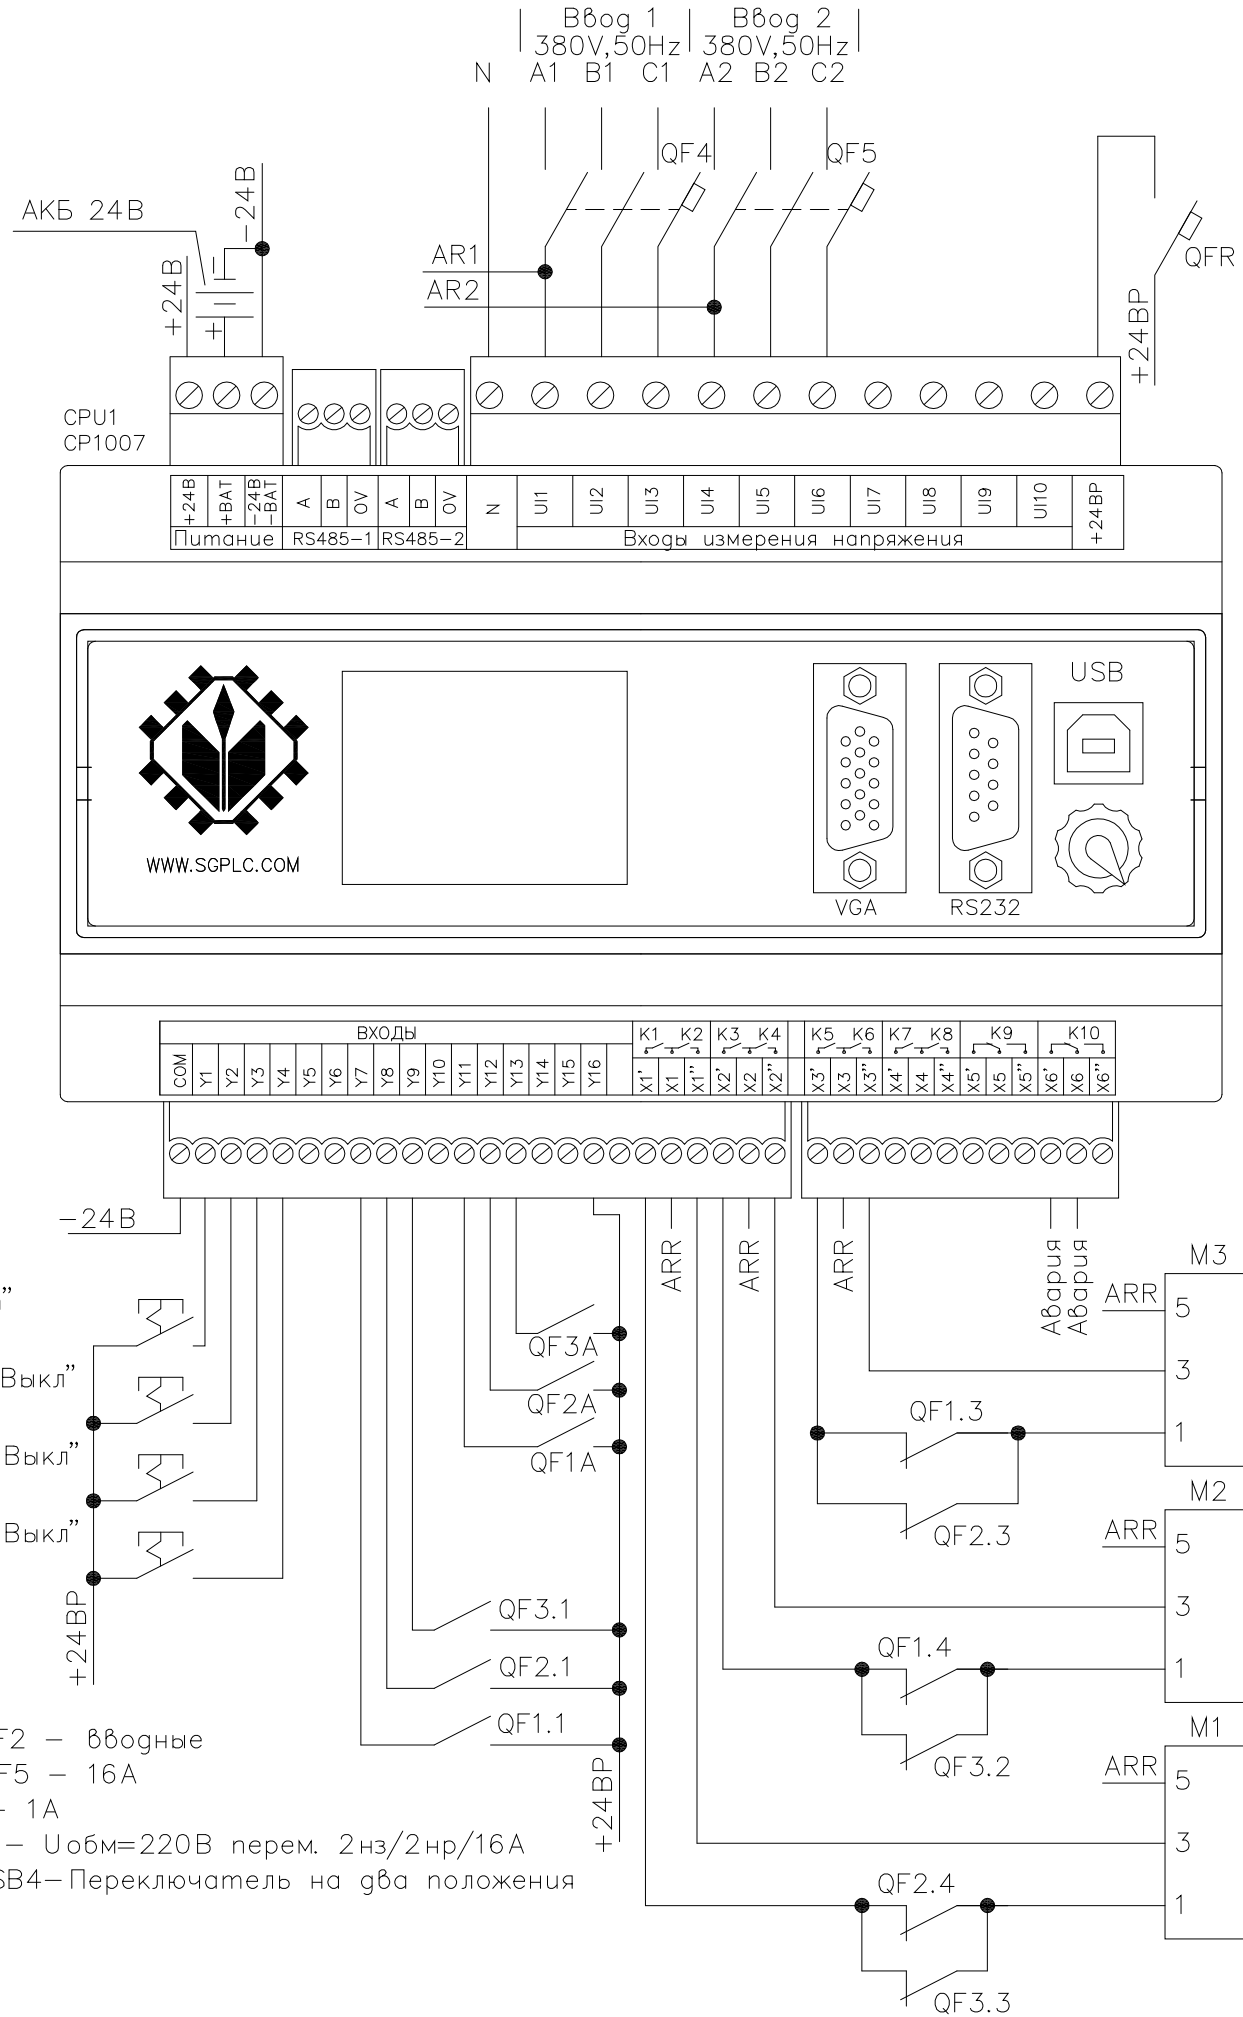 Ввод 1
380V,50Hz
Ввод 2
380V,50Hz
N A1 B1 C1 A2 B2 C2
QF4
QF5
АКБ 24В
−24В
+24В
+
AR1
AR2
QFR
+24ВР
CPU1
CP1007
+24В
+BAT
−24В
−BAT
Питание
A
B
0V
RS485−1
A
B
0V
RS485−2
N
UI1
UI2
UI3
UI4
UI5
UI6
UI7
UI8
UI9
UI10
Входы измерения напряжения
+24ВР
WWW.SGPLC.COM
VGA
RS232
USB
ВХОДЫ
K1 K2 K3 K4
K5 K6 K7 K8 K9 K10
COM Y1 Y2 Y3 Y4 Y5 Y6 Y7 Y8 Y9 Y10 Y11 Y12 Y13 Y14 Y15 Y16
X1' X1 X1" X2' X2 X2"
X3' X3 X3" X4' X4 X4" X5' X5 X5" X6' X6 X6"
−24В
ARR
ARR
ARR
Авария
Авария
M3
ARR 5
3
1
QF3A
QF2A
QF1A
Выкл"
Выкл"
Выкл"
+24ВР
QF1.3
QF2.3
M2
ARR 5
3
1
QF3.1
QF2.1
QF1.1
+24ВР
QF1.4
QF3.2
M1
ARR 5
3
1
QF2.4
QF3.3
F2 − вводные
F5 − 16А
− 1А
− Uобм=220В перем. 2нз/2нр/16А
SB4−Переключатель на два положения